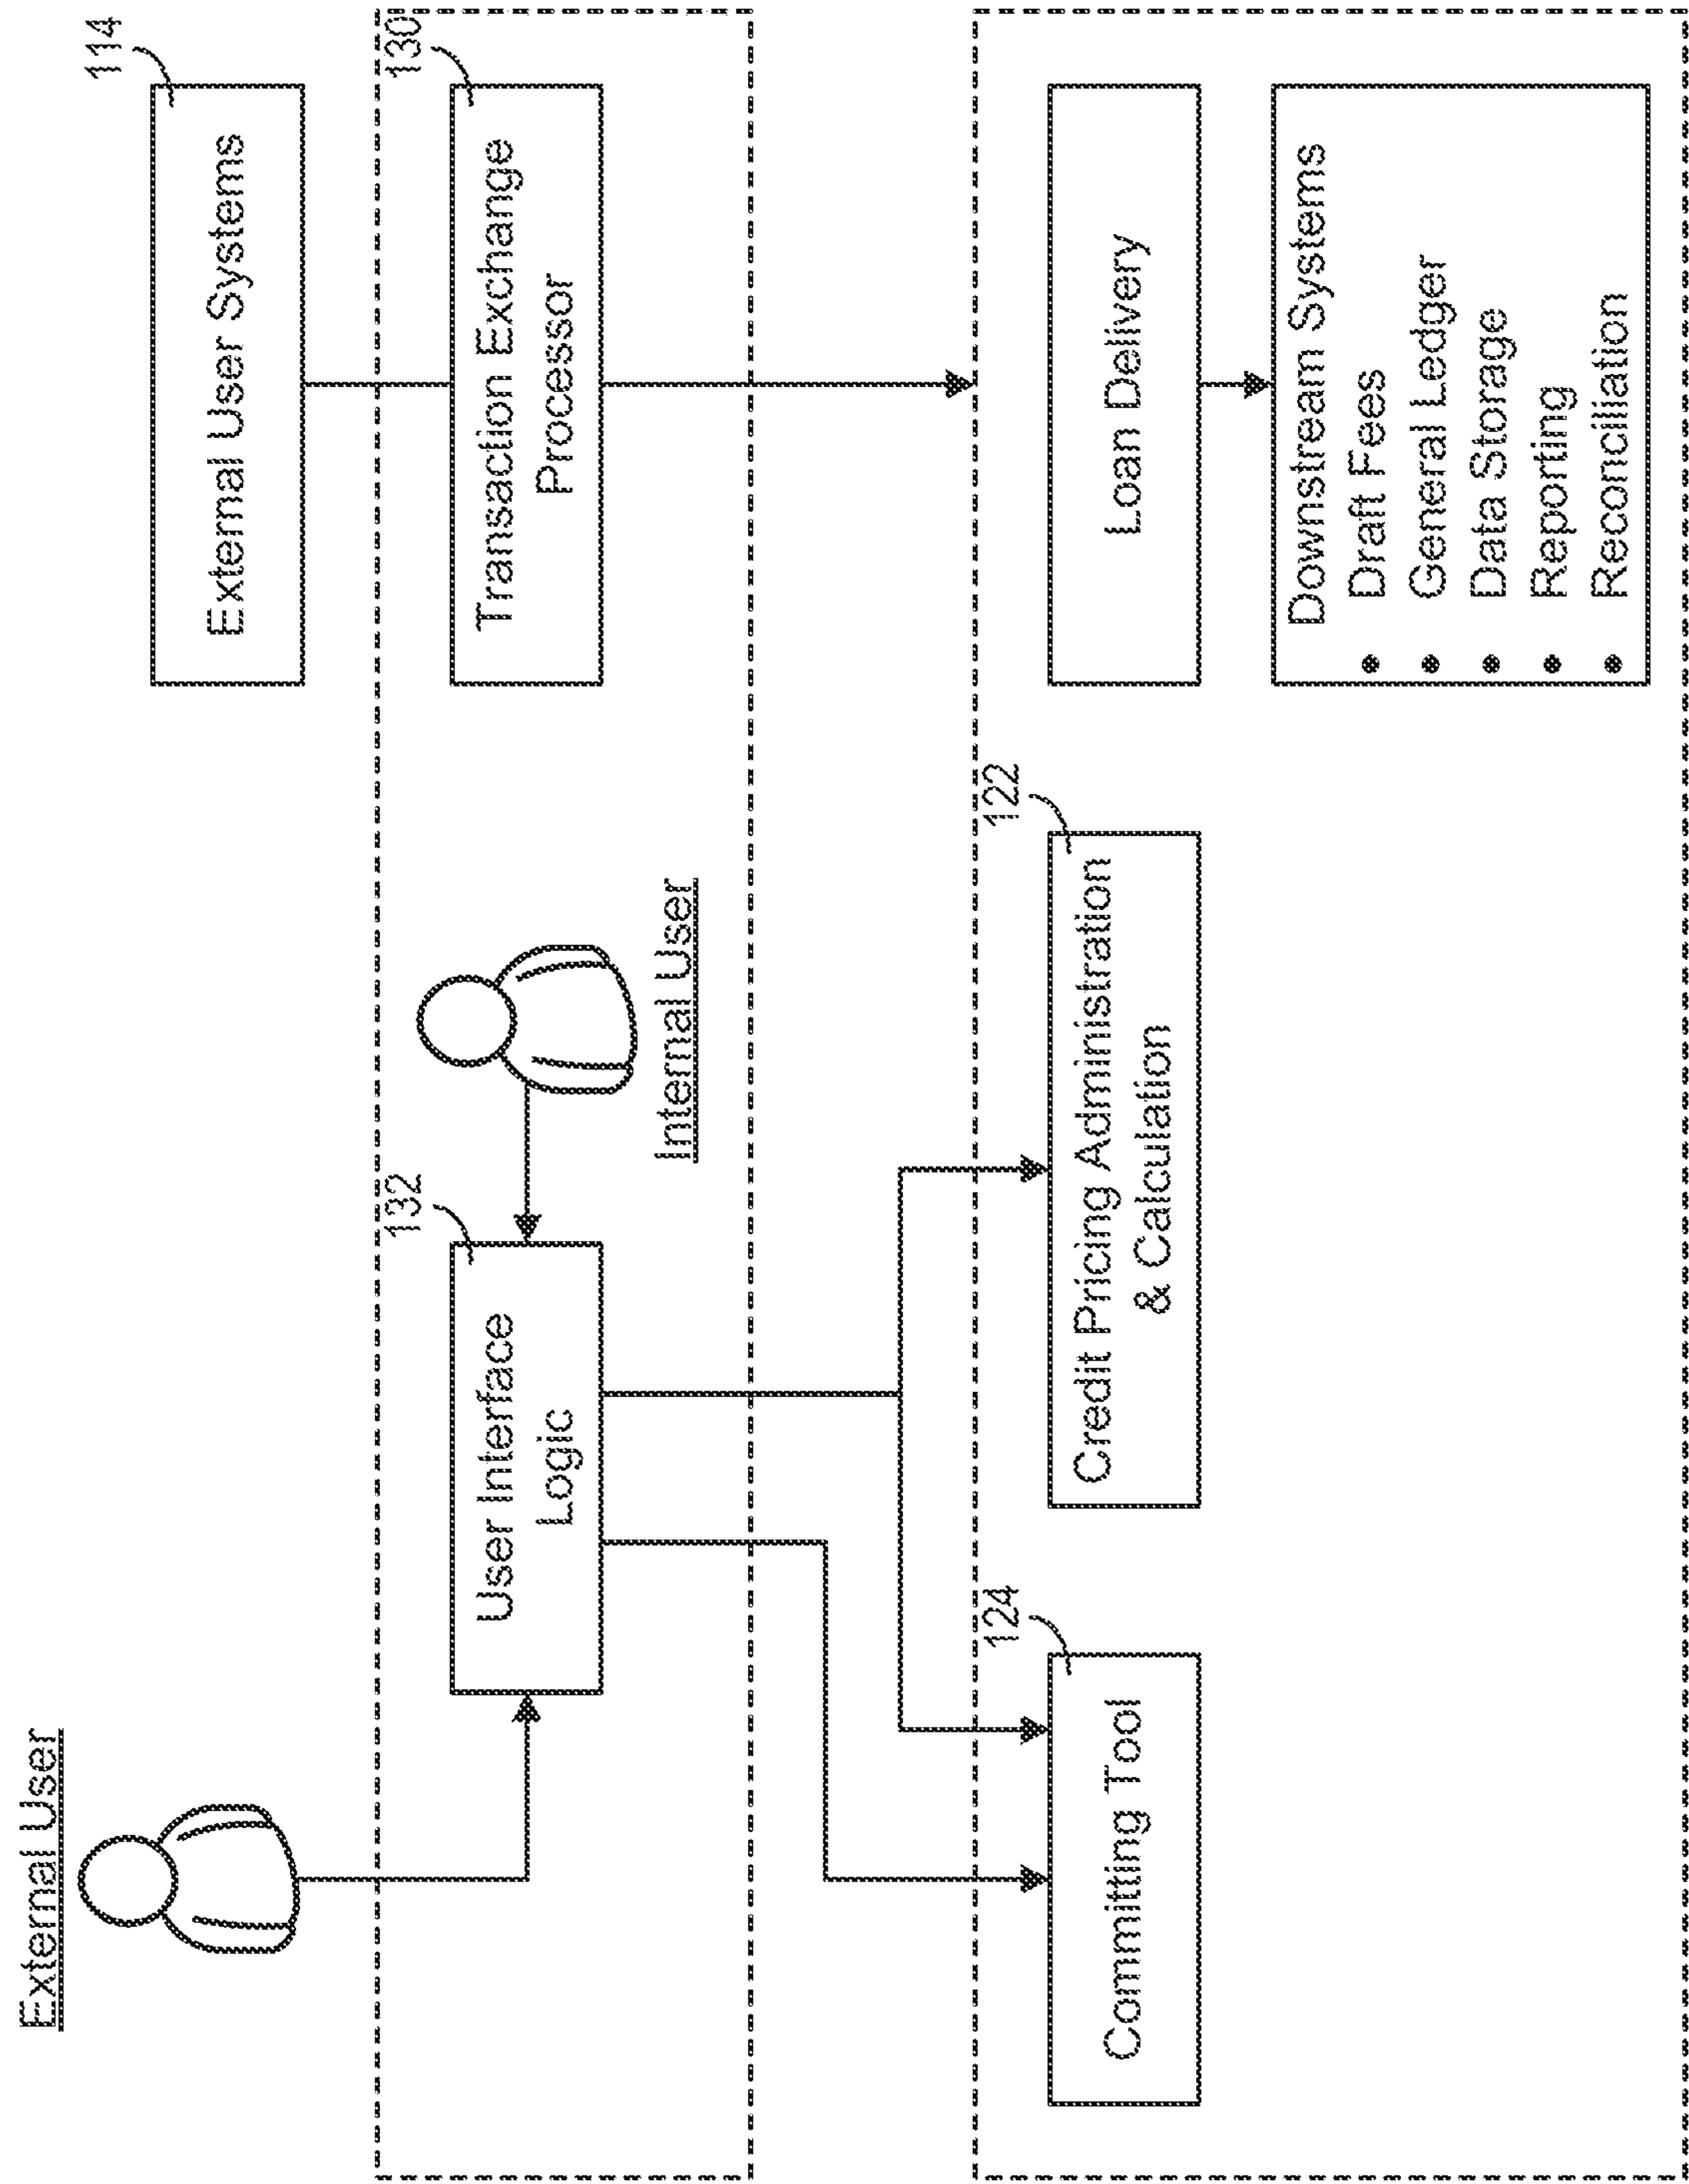 External User
External User Systems
114
User Interface
Logic
132
Internal User
Transaction Exchange
Processor
130
Committing Tool
124
Credit Pricing Administration
& Calculation
122
Loan Delivery
Downstream Systems
• Draft Fees
• General Ledger
• Data Storage
• Reporting
• Reconciliation